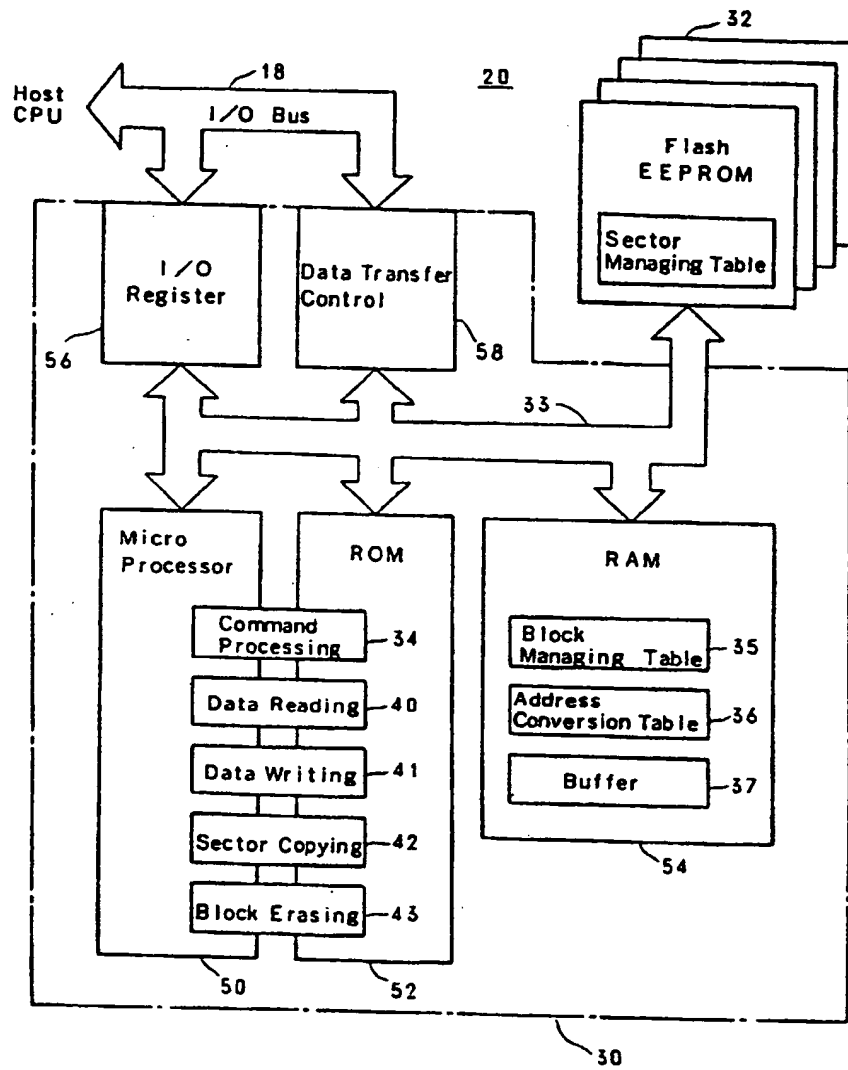 32
18
20
Host
CPU
I/O Bus
Flash
EEPROM
Sector
Managing Table
I/O
Register
Data Transfer
Control
56
58
33
Micro
Processor
ROM
RAM
Command
Processing
34
Block
Managing Table
35
Data Reading
40
Address
Conversion Table
36
Data Writing
41
Buffer
37
Sector Copying
42
54
Block Erasing
43
50
52
30